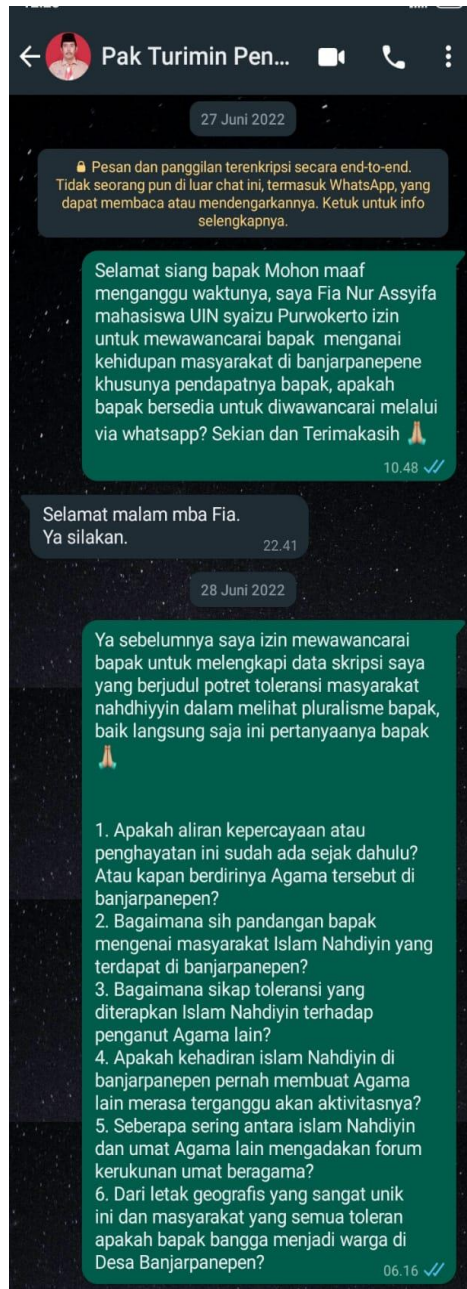 Pak Turimin Pen...
27 Juni 2022
Pesan dan panggilan terenkripsi secara end-to-end.
Tidak seorang pun di luar chat ini, termasuk WhatsApp, yang
dapat membaca atau mendengarkannya. Ketuk untuk info
selengkapnya.
Selamat siang bapak Mohon maaf
menganggu waktunya, saya Fia Nur Assyifa
mahasiswa UIN syaizu Purwokerto izin
untuk mewawancarai bapak menganai
kehidupan masyarakat di banjarpanepene
khusunya pendapatnya bapak, apakah
bapak bersedia untuk diwawancarai melalui
via whatsapp? Sekian dan Terimakasih 🙏
10.48
Selamat malam mba Fia.
Ya silakan.
22.41
28 Juni 2022
Ya sebelumnya saya izin mewawancarai
bapak untuk melengkapi data skripsi saya
yang berjudul potret toleransi masyarakat
nahdhiyyin dalam melihat pluralisme bapak,
baik langsung saja ini pertanyaanya bapak
🙏
1. Apakah aliran kepercayaan atau
penghayatan ini sudah ada sejak dahulu?
Atau kapan berdirinya Agama tersebut di
banjarpanepen?
2. Bagaimana sih pandangan bapak
mengenai masyarakat Islam Nahdiyin yang
terdapat di banjarpanepen?
3. Bagaimana sikap toleransi yang
diterapkan Islam Nahdiyin terhadap
penganut Agama lain?
4. Apakah kehadiran islam Nahdiyin di
banjarpanepen pernah membuat Agama
lain merasa terganggu akan aktivitasnya?
5. Seberapa sering antara islam Nahdiyin
dan umat Agama lain mengadakan forum
kerukunan umat beragama?
6. Dari letak geografis yang sangat unik
ini dan masyarakat yang semua toleran
apakah bapak bangga menjadi warga di
Desa Banjarpanepen?
06.16